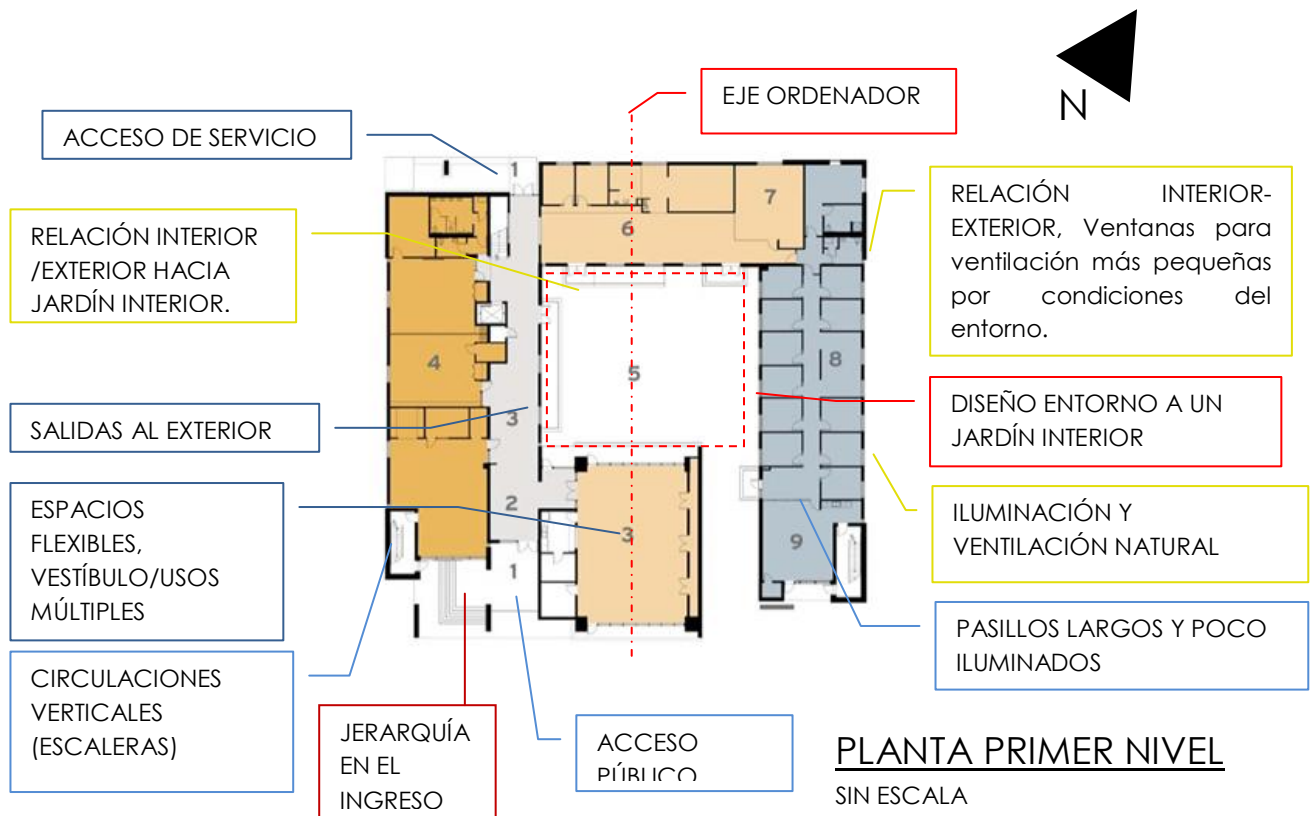 EJE ORDENADOR
N
ACCESO DE SERVICIO
RELACIÓN INTERIOR
/EXTERIOR HACIA
JARDÍN INTERIOR.
RELACIÓN INTERIOR-
EXTERIOR, Ventanas para
ventilación más pequeñas
por condiciones del
entorno.
1
7
6
4
5
8
3
2
3
9
1
SALIDAS AL EXTERIOR
DISEÑO ENTORNO A UN
JARDÍN INTERIOR
ESPACIOS
FLEXIBLES,
VESTÍBULO/USOS
MÚLTIPLES
ILUMINACIÓN Y
VENTILACIÓN NATURAL
CIRCULACIONES
VERTICALES
(ESCALERAS)
PASILLOS LARGOS Y POCO
ILUMINADOS
JERARQUÍA
EN EL
INGRESO
ACCESO
PÚBLICO
PLANTA PRIMER NIVEL
SIN ESCALA